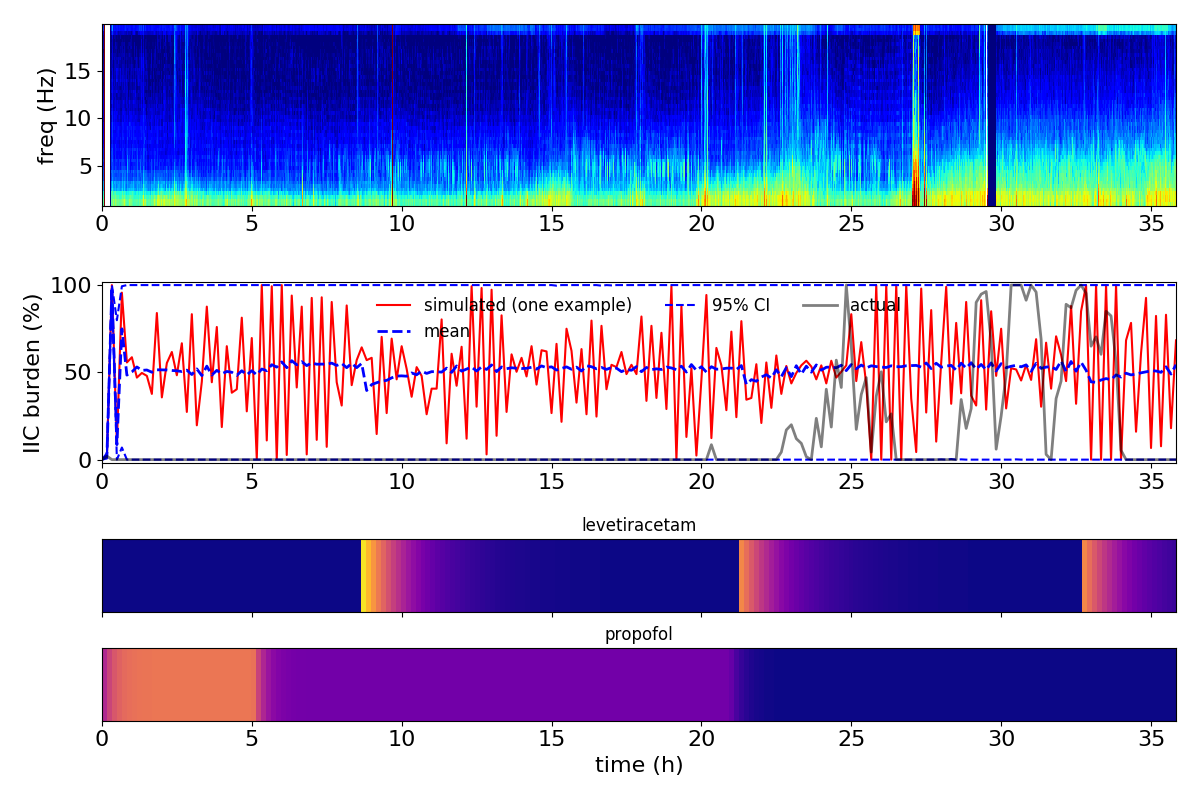 freq (Hz)
15
10
5
0 5 10 15 20 25 30 35
IIC burden (%)
100
50
0
simulated (one example) 95% CI actual
mean
0 5 10 15 20 25 30 35
levetiracetam
propofol
0 5 10 15 20 25 30 35
time (h)